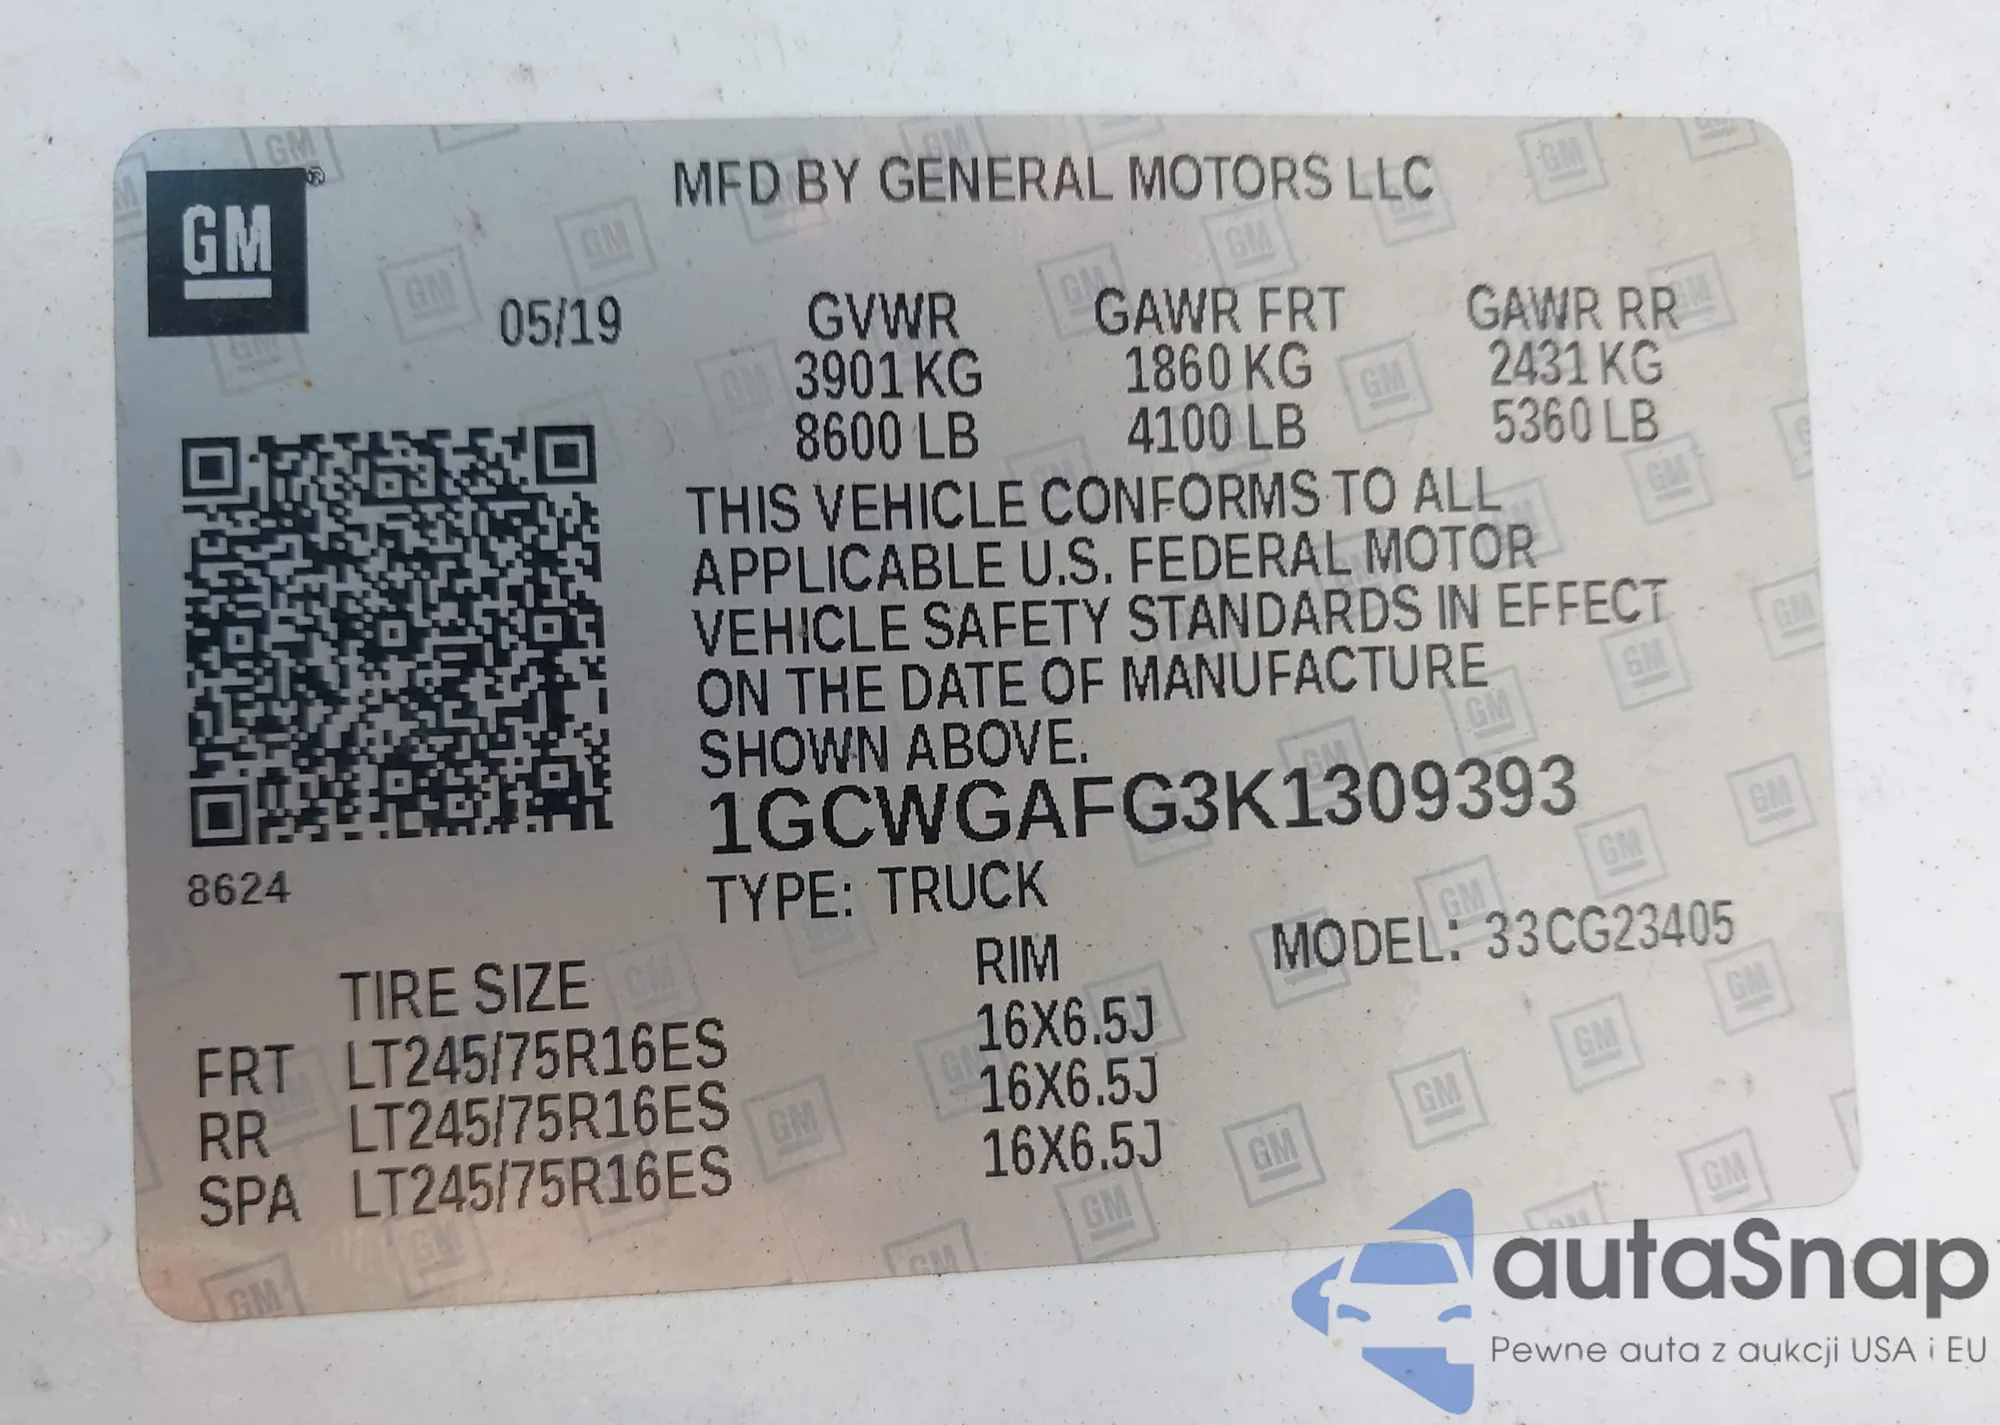 GM®
MFD BY GENERAL MOTORS LLC
05/19
GVWR GAWR FRT GAWR RR
3901 KG 1860 KG 2431 KG
8600 LB 4100 LB 5360 LB
THIS VEHICLE CONFORMS TO ALL
APPLICABLE U.S. FEDERAL MOTOR
VEHICLE SAFETY STANDARDS IN EFFECT
ON THE DATE OF MANUFACTURE
SHOWN ABOVE.
1GCWGAFG3K1309393
8624
TYPE: TRUCK
MODEL: 33CG23405
TIRE SIZE RIM
FRT LT245/75R16ES 16X6.5J
RR LT245/75R16ES 16X6.5J
SPA LT245/75R16ES 16X6.5J
autaSnap
Pewne auta z aukcji USA i EU